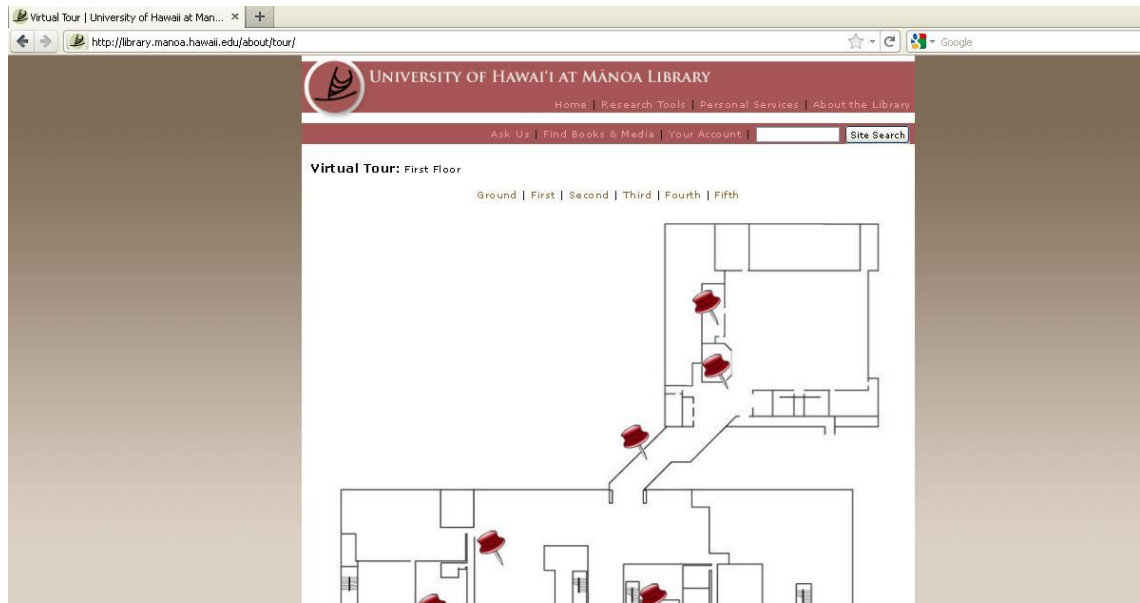 Virtual Tour | University of Hawaii at Man...
http://library.manoa.hawaii.edu/about/tour/
Google
UNIVERSITY OF HAWAIʻI AT MĀNOA LIBRARY
Home | Research Tools | Personal Services | About the Library
Ask Us | Find Books & Media | Your Account |
Site Search
Virtual Tour: First Floor
Ground | First | Second | Third | Fourth | Fifth